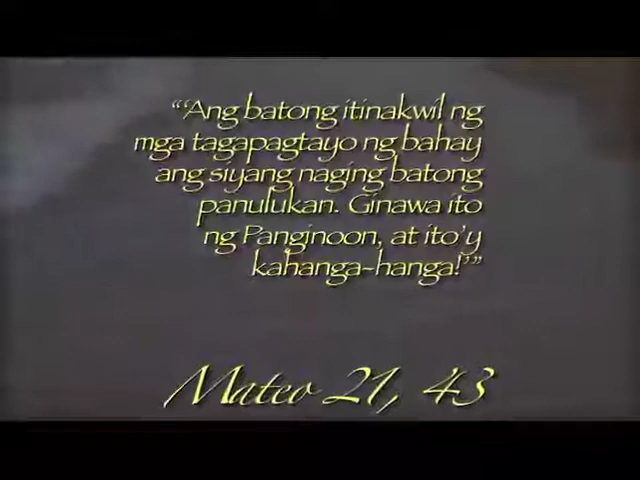 “‘Ang batong itinakwil ng
mga tagapagtayo ng bahay
ang siyang naging batong
panulukan. Ginawa ito
ng Panginoon, at ito’y
kahanga-hanga!’”
Mateo 21, 43